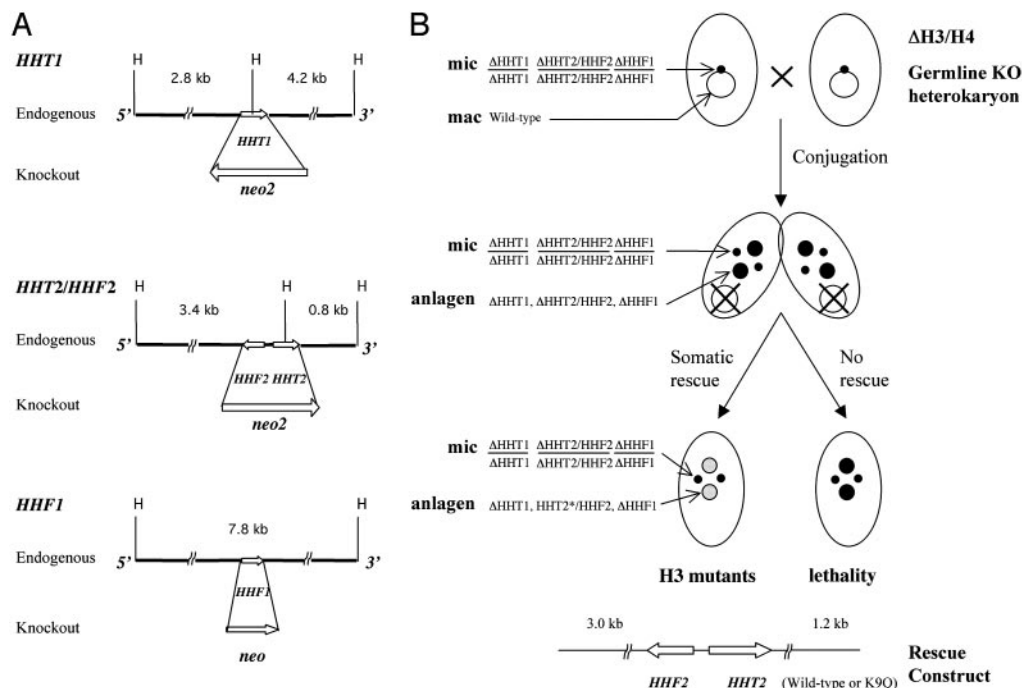 A
HHT1
H H H
2.8 kb 4.2 kb
Endogenous 5’ 3’
HHT1
Knockout
neo2
HHT2/HHF2
H H H
3.4 kb 0.8 kb
Endogenous 5’ 3’
HHF2 HHT2
Knockout
neo2
HHF1
H H
7.8 kb
Endogenous 5’ 3’
HHF1
Knockout
neo
B
mic ΔHHT1 ΔHHT2/HHF2 ΔHHF1
ΔHHT1 ΔHHT2/HHF2 ΔHHF1
mac Wild-type
ΔH3/H4
Germline KO
heterokaryon
Conjugation
mic ΔHHT1 ΔHHT2/HHF2 ΔHHF1
ΔHHT1 ΔHHT2/HHF2 ΔHHF1
anlagen ΔHHT1, ΔHHT2/HHF2, ΔHHF1
Somatic
rescue
No
rescue
mic ΔHHT1 ΔHHT2/HHF2 ΔHHF1
ΔHHT1 ΔHHT2/HHF2 ΔHHF1
anlagen ΔHHT1, HHT2*/HHF2, ΔHHF1
H3 mutants lethality
3.0 kb 1.2 kb
HHF2 HHT2 (Wild-type or K9Q)
Rescue
Construct